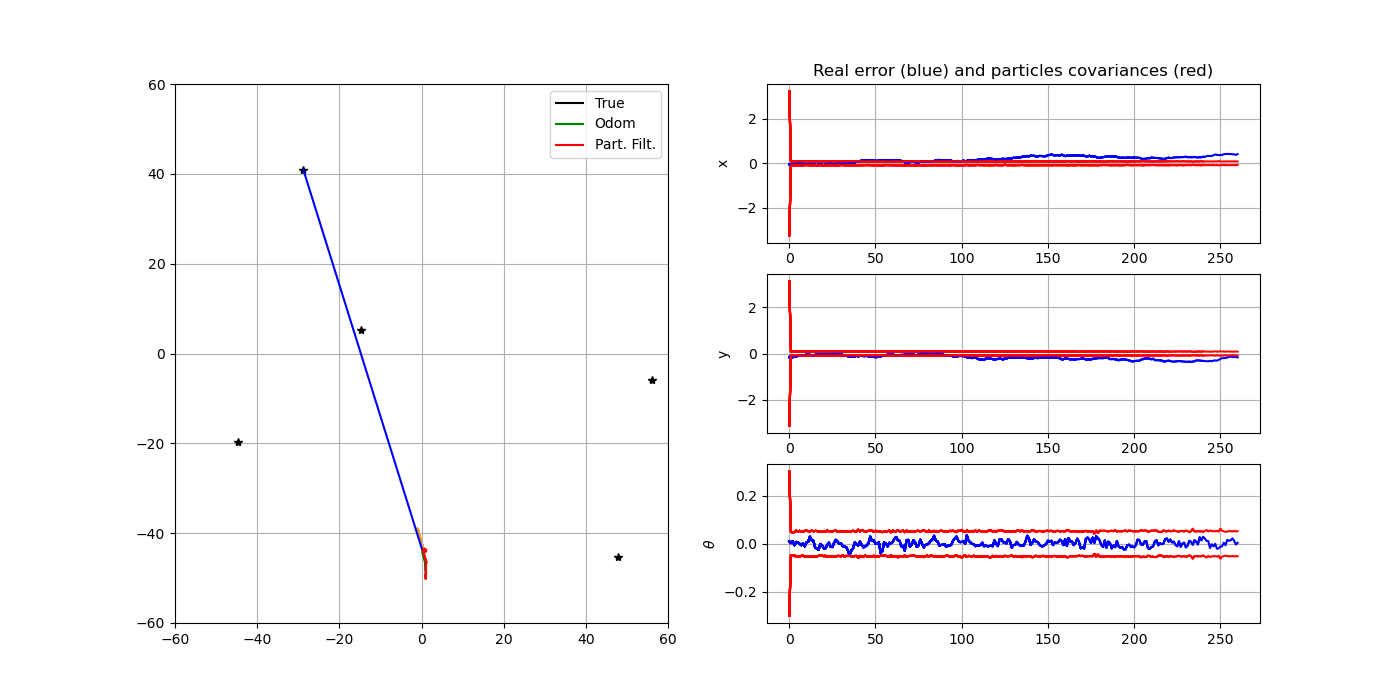 60
40
20
0
−20
−40
−60
−60 −40 −20 0 20 40 60
True
Odom
Part. Filt.
Real error (blue) and particles covariances (red)
x
2
0
−2
0 50 100 150 200 250
y
2
0
−2
0 50 100 150 200 250
θ
0.2
0.0
−0.2
0 50 100 150 200 250